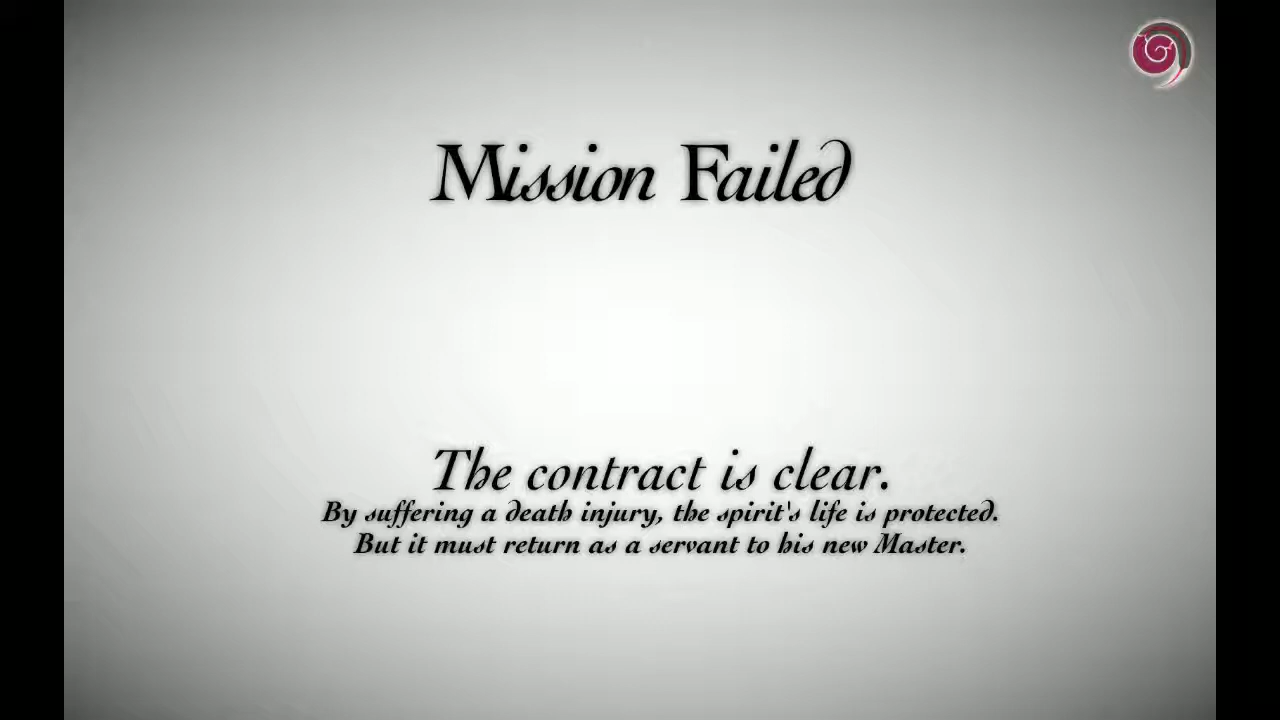 Mission Failed
The contract is clear.
By suffering a death injury, the spirit's life is protected.
But it must return as a servant to his new Master.